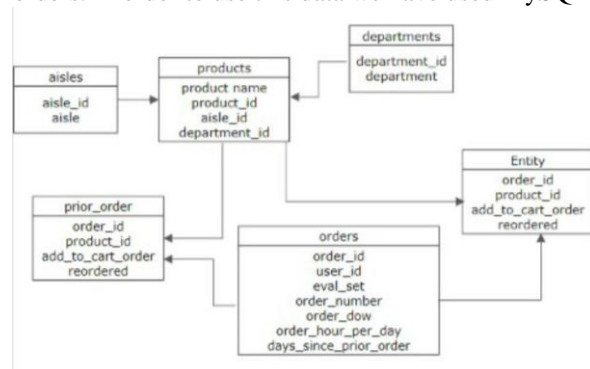 departments
department_id
department
products
product name
product_id
aisle_id
department_id
aisles
aisle_id
aisle
Entity
order_id
product_id
add_to_cart_order
reordered
prior_order
order_id
product_id
add_to_cart_order
reordered
orders
order_id
user_id
eval_set
order_number
order_dow
order_hour_per_day
days_since_prior_order